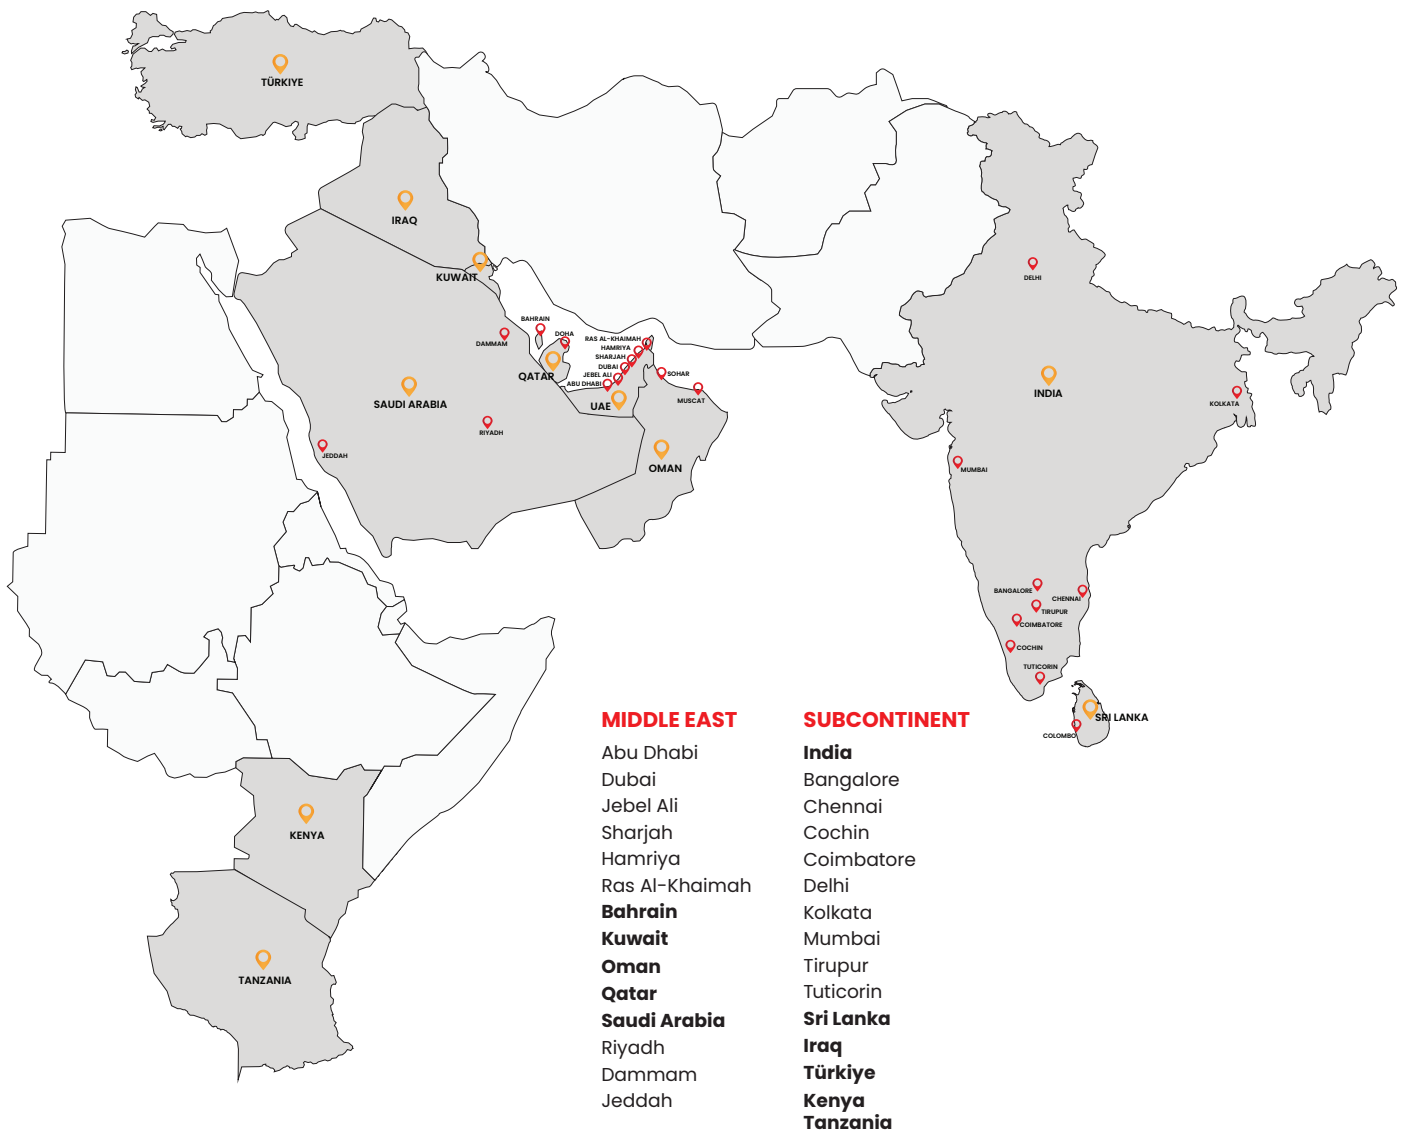 TÜRKIYE
IRAQ
KUWAIT
BAHRAIN
DOHA
DAMMAM
QATAR
RAS AL-KHAIMAH
HAMRIYA
SHARJAH
DUBAI
JEBEL ALI
ABU DHABI
UAE
SOHAR
MUSCAT
SAUDI ARABIA
RIYADH
JEDDAH
OMAN
DELHI
INDIA
KOLKATA
MUMBAI
BANGALORE
CHENNAI
TIRUPUR
COIMBATORE
COCHIN
TUTICORIN
SRI LANKA
COLOMBO
KENYA
TANZANIA
MIDDLE EAST
Abu Dhabi
Dubai
Jebel Ali
Sharjah
Hamriya
Ras Al-Khaimah
Bahrain
Kuwait
Oman
Qatar
Saudi Arabia
Riyadh
Dammam
Jeddah
SUBCONTINENT
India
Bangalore
Chennai
Cochin
Coimbatore
Delhi
Kolkata
Mumbai
Tirupur
Tuticorin
Sri Lanka
Iraq
Türkiye
Kenya
Tanzania